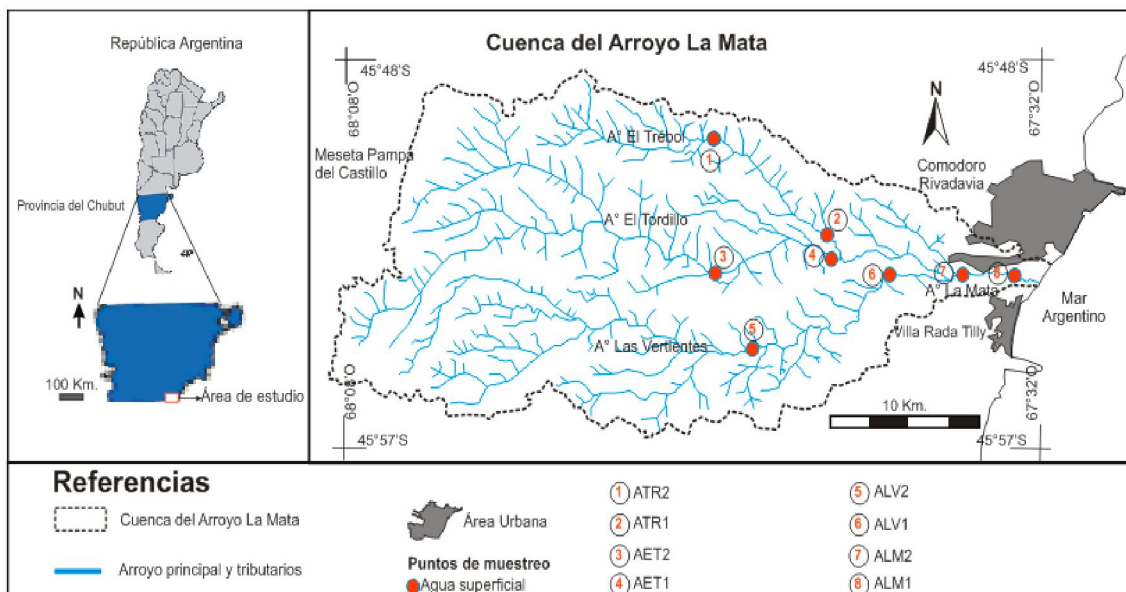 República Argentina
Provincia del Chubut
N
100 Km.
Área de estudio
Cuenca del Arroyo La Mata
45°48'S
45°48'S
68°08'O
67°32'O
N
Meseta Pampa
del Castillo
A° El Trébol
1
Comodoro
Rivadavia
A° El Tordillo
2
3
4
6
7
8
A° La Mata
Mar
Argentino
5
A° Las Vertientes
Villa Rada Tilly
68°08'O
67°32'O
10 Km.
45°57'S
45°57'S
Referencias
Cuenca del Arroyo La Mata
Arroyo principal y tributarios
Área Urbana
Puntos de muestreo
Agua superficial
1 ATR2
2 ATR1
3 AET2
4 AET1
5 ALV2
6 ALV1
7 ALM2
8 ALM1